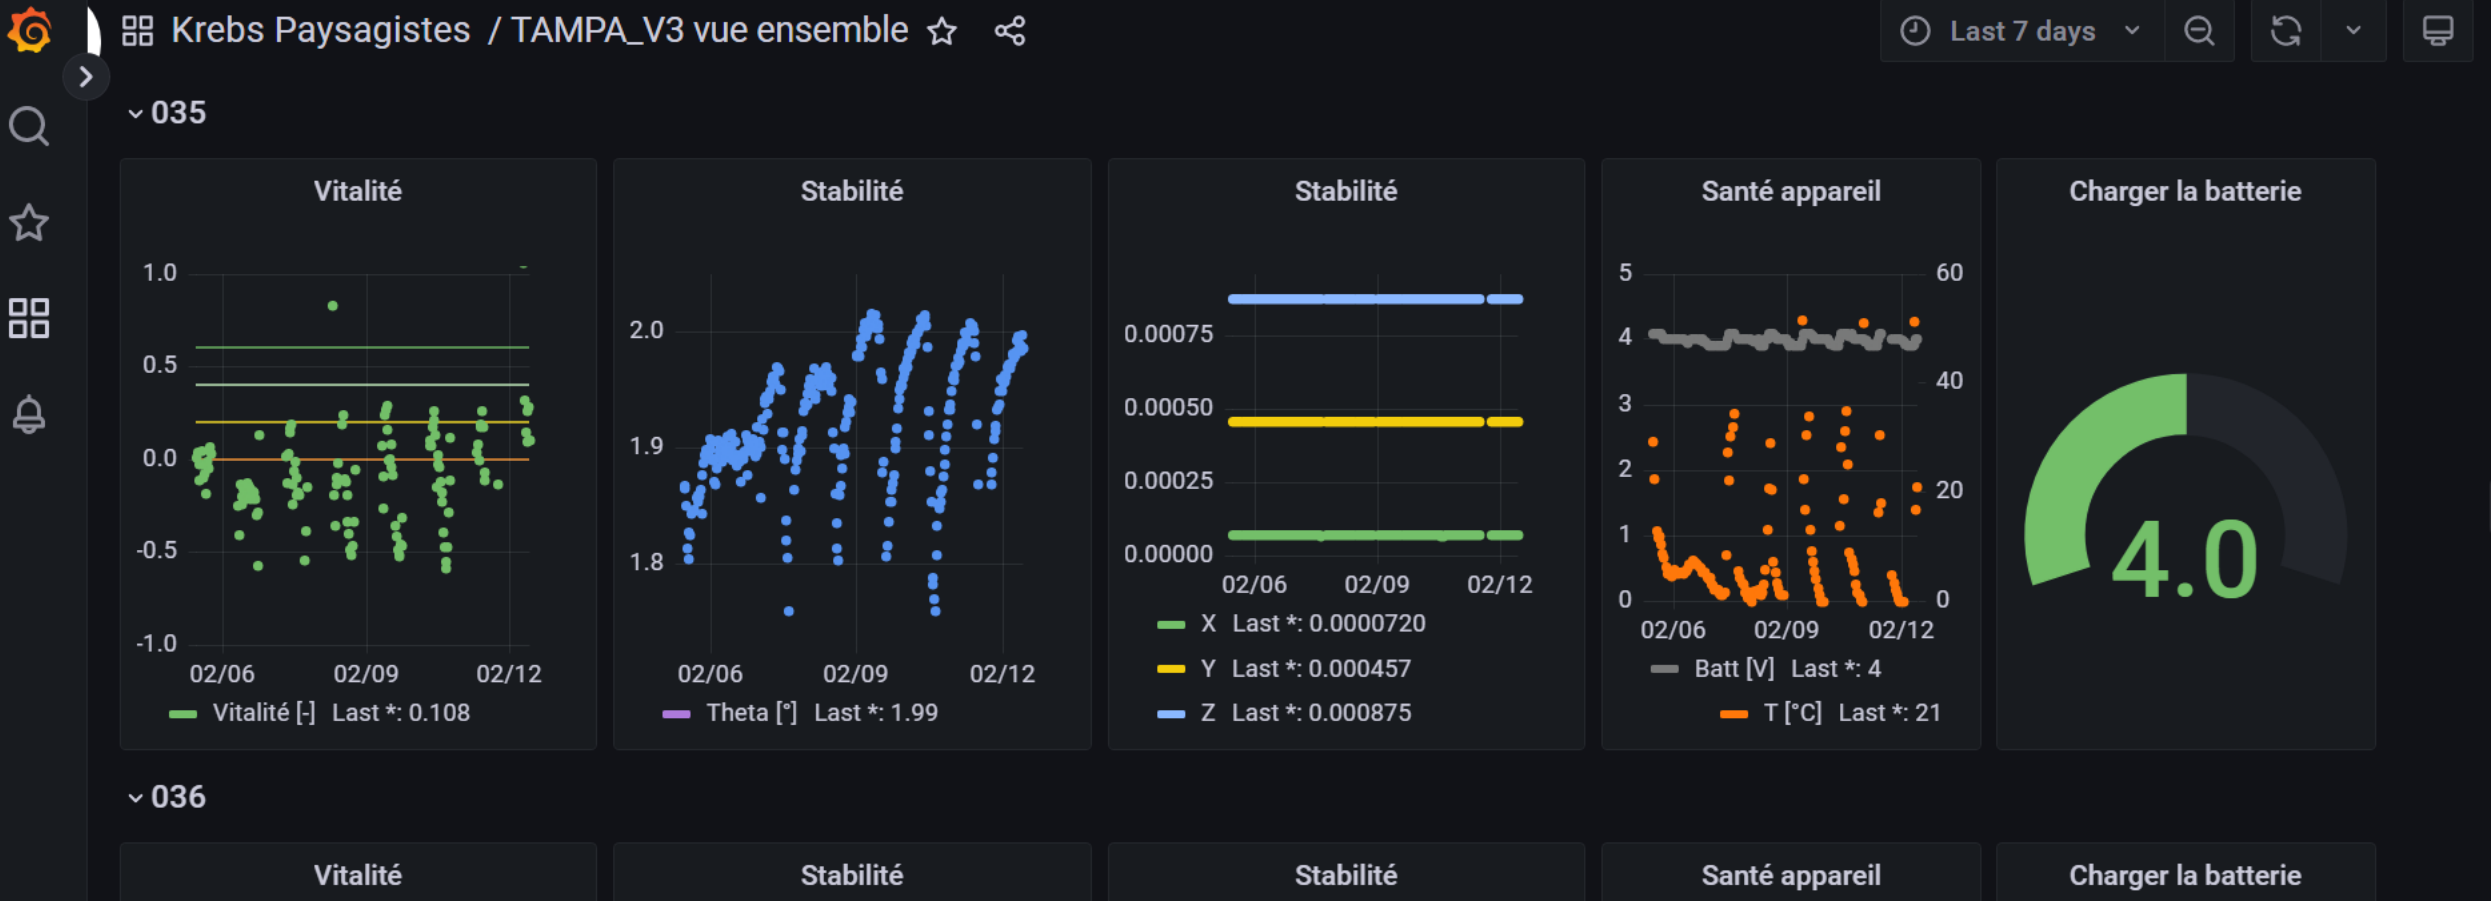 Krebs Paysagistes / TAMPA_V3 vue ensemble
Last 7 days
035
Vitalité
1.0
0.5
0.0
-0.5
-1.0
02/06 02/09 02/12
Vitalité [-] Last *: 0.108
Stabilité
2.0
1.9
1.8
02/06 02/09 02/12
Theta [°] Last *: 1.99
Stabilité
0.00075
0.00050
0.00025
0.00000
02/06 02/09 02/12
X Last *: 0.0000720
Y Last *: 0.000457
Z Last *: 0.000875
Santé appareil
5 60
4
40
3
2
20
1
0 0
02/06 02/09 02/12
Batt [V] Last *: 4
T [°C] Last *: 21
Charger la batterie
4.0
036
Vitalité
Stabilité
Stabilité
Santé appareil
Charger la batterie